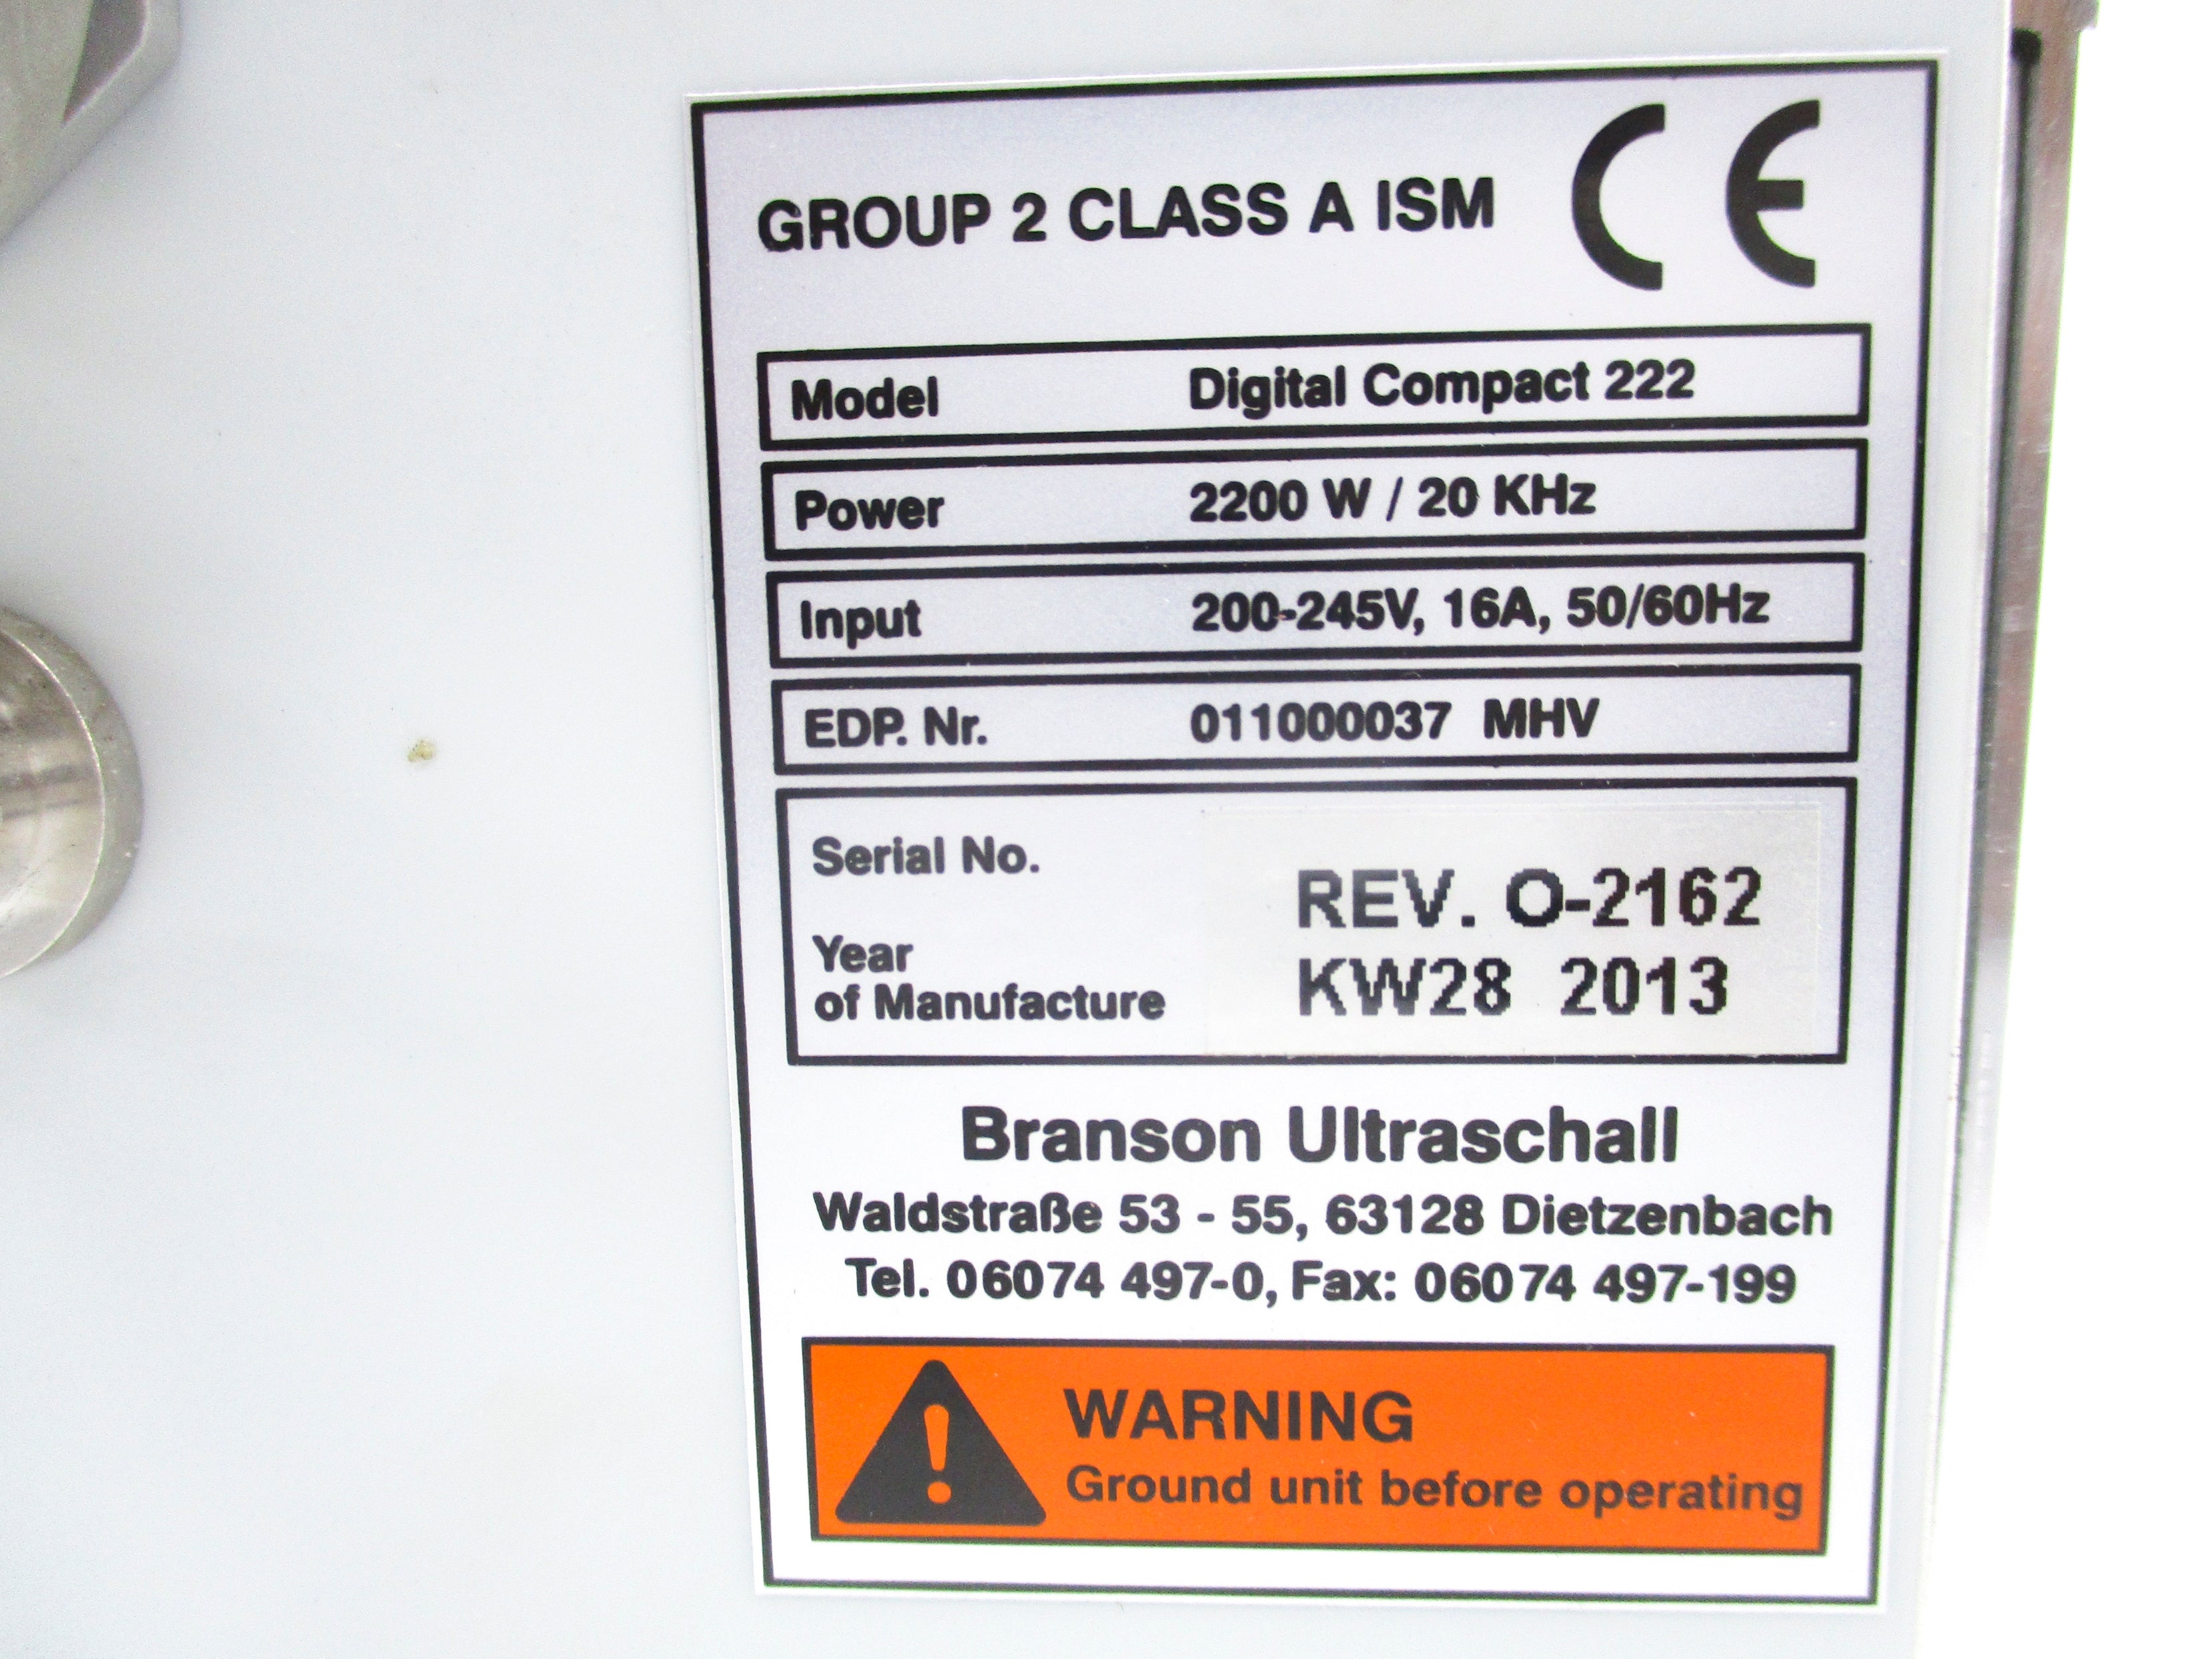 GROUP 2 CLASS A ISM CE
Model Digital Compact 222
Power 2200 W / 20 KHz
Input 200-245V, 16A, 50/60Hz
EDP. Nr. 011000037 MHV
Serial No. REV. O-2162
Year
of Manufacture KW28 2013
Branson Ultraschall
Waldstraße 53 - 55, 63128 Dietzenbach
Tel. 06074 497-0, Fax: 06074 497-199
WARNING
Ground unit before operating